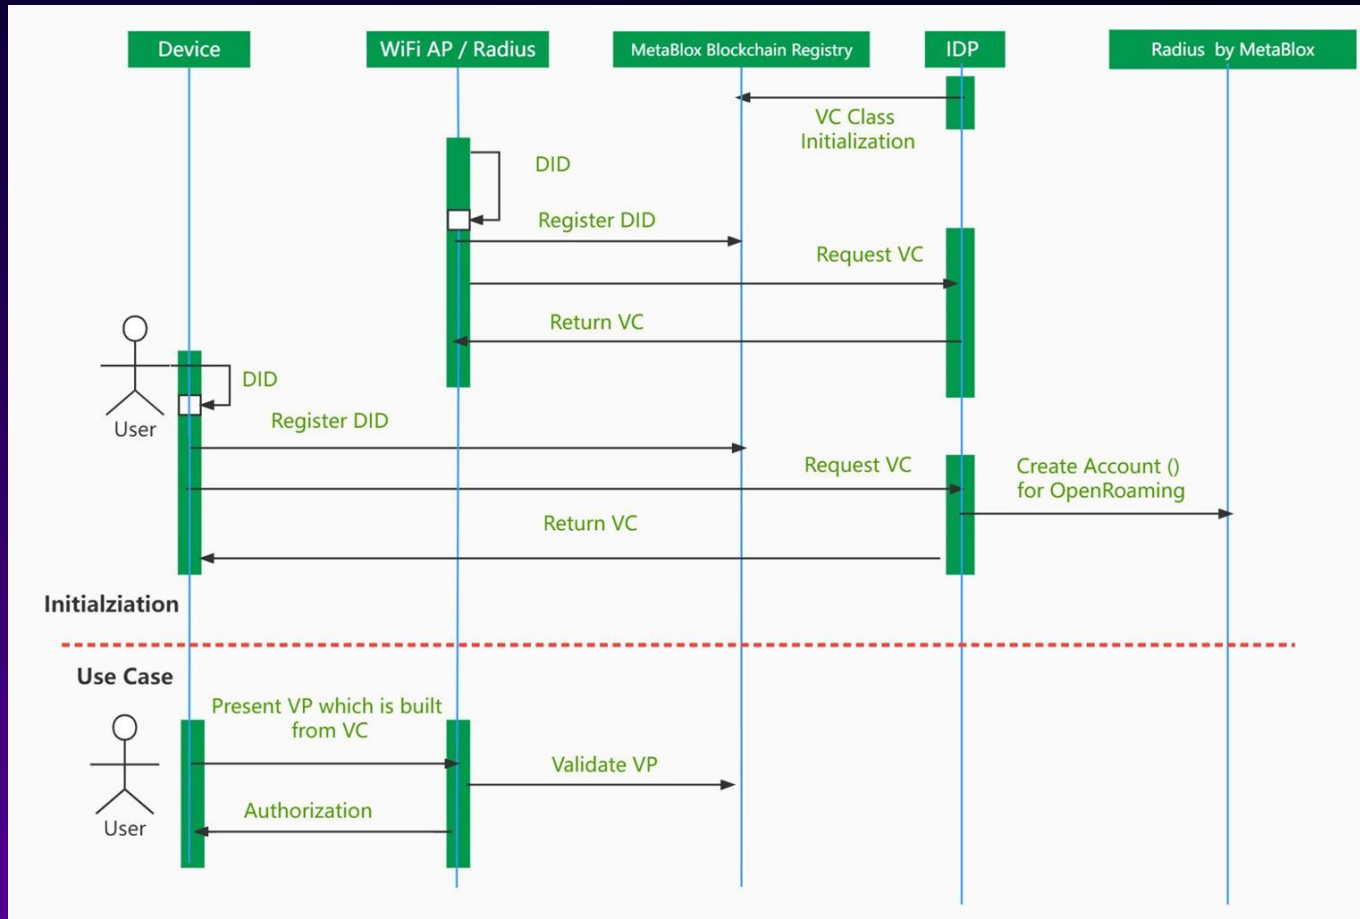 Device
WiFi AP / Radius
MetaBlox Blockchain Registry
IDP
Radius by MetaBlox
VC Class
Initialization
DID
Register DID
Request VC
Return VC
DID
User
Register DID
Request VC
Create Account ()
for OpenRoaming
Return VC
Initialziation
Use Case
Present VP which is built
from VC
Validate VP
Authorization
User